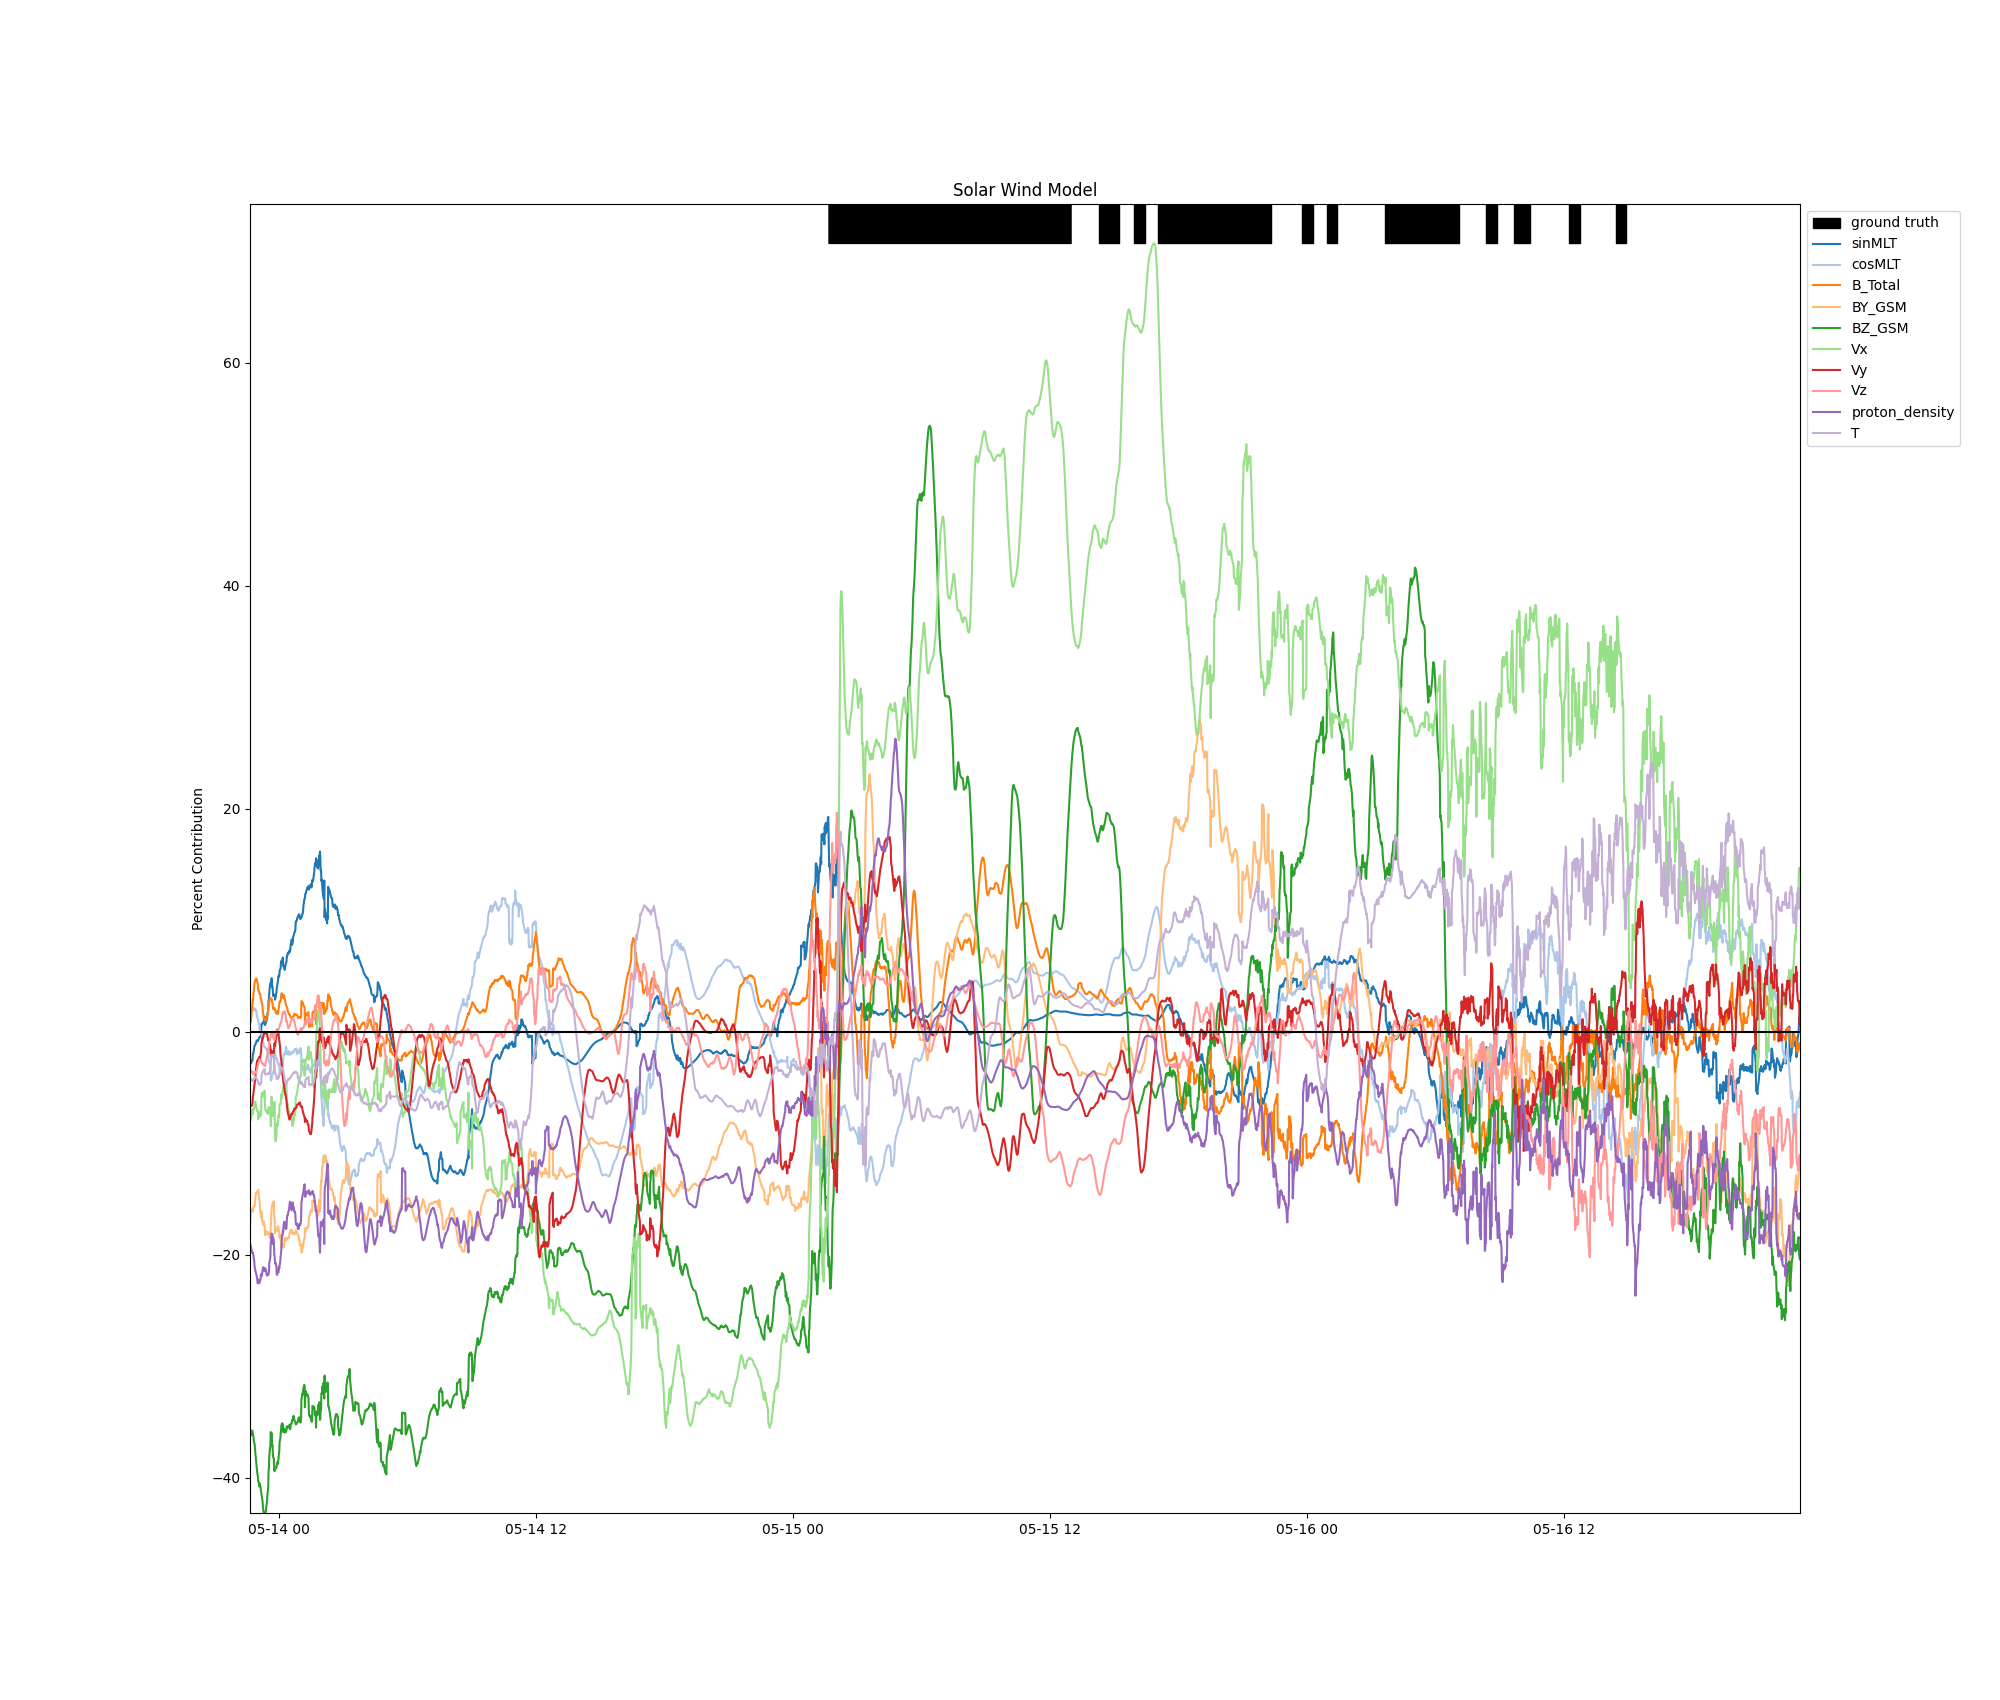 Solar Wind Model
ground truth
sinMLT
cosMLT
B_Total
BY_GSM
BZ_GSM
Vx
Vy
Vz
proton_density
T
Percent Contribution
60
40
20
0
−20
−40
05-14 00
05-14 12
05-15 00
05-15 12
05-16 00
05-16 12